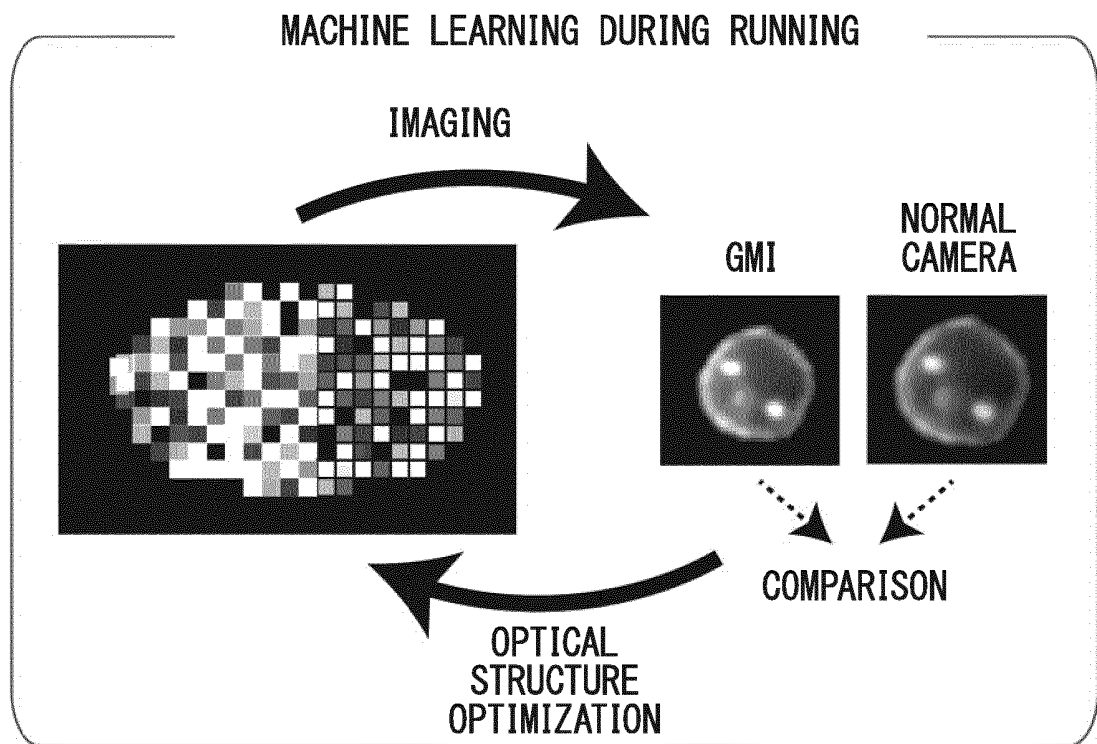 MACHINE LEARNING DURING RUNNING
IMAGING
GMI
NORMAL
CAMERA
COMPARISON
OPTICAL
STRUCTURE
OPTIMIZATION